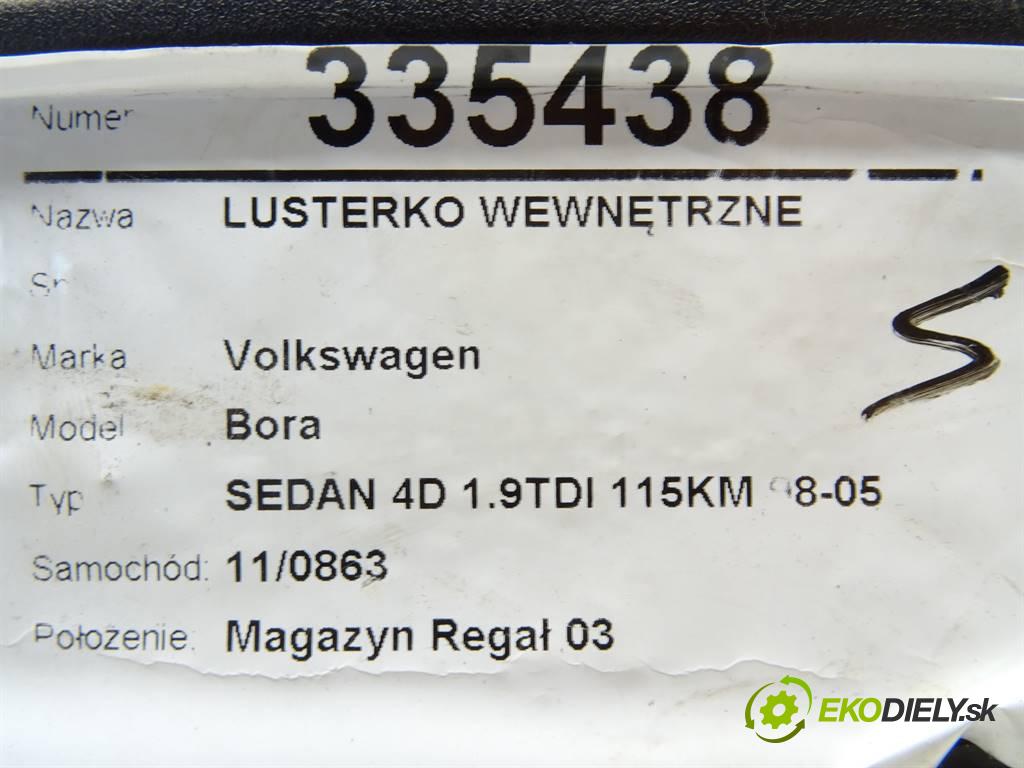 Numer 335438
Nazwa LUSTERKO WEWNĘTRZNE
Marka Volkswagen
Model Bora
Typ SEDAN 4D 1.9TDI 115KM 98-05
Samochód: 11/0863
Położenie: Magazyn Regał 03
S
EKODIELY.sk